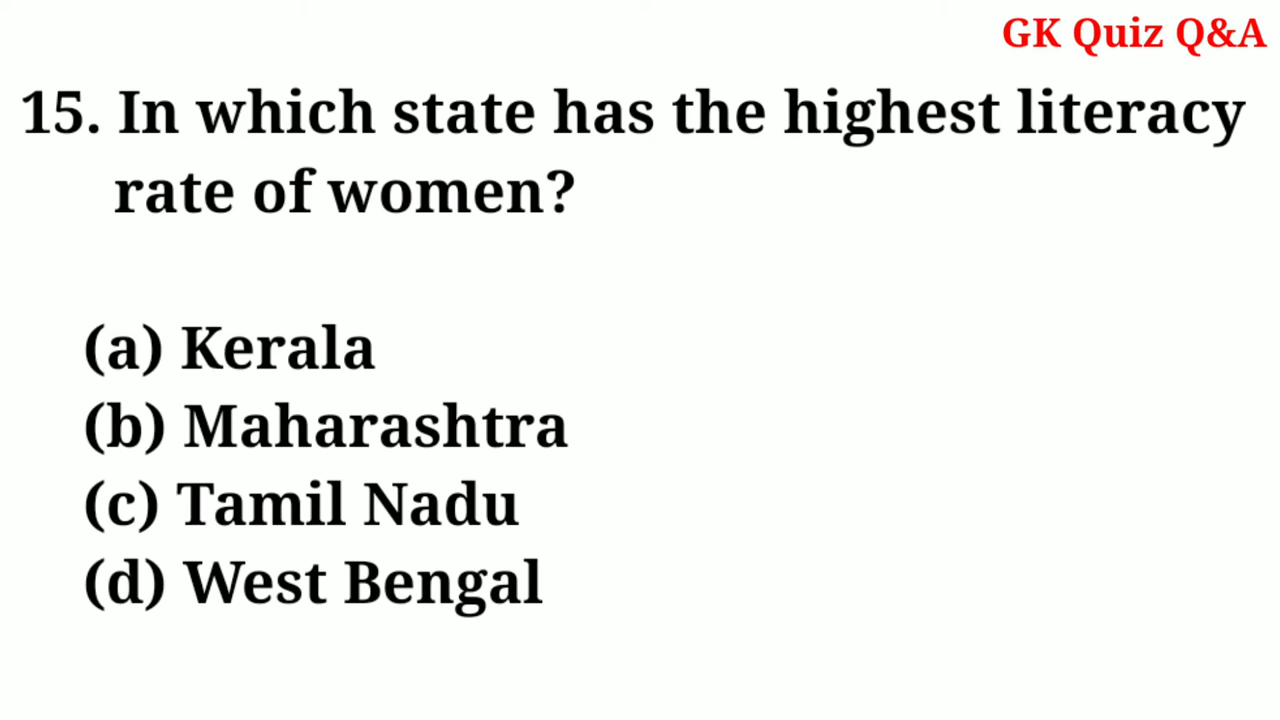 GK Quiz Q&A
15. In which state has the highest literacy
rate of women?
(a) Kerala
(b) Maharashtra
(c) Tamil Nadu
(d) West Bengal